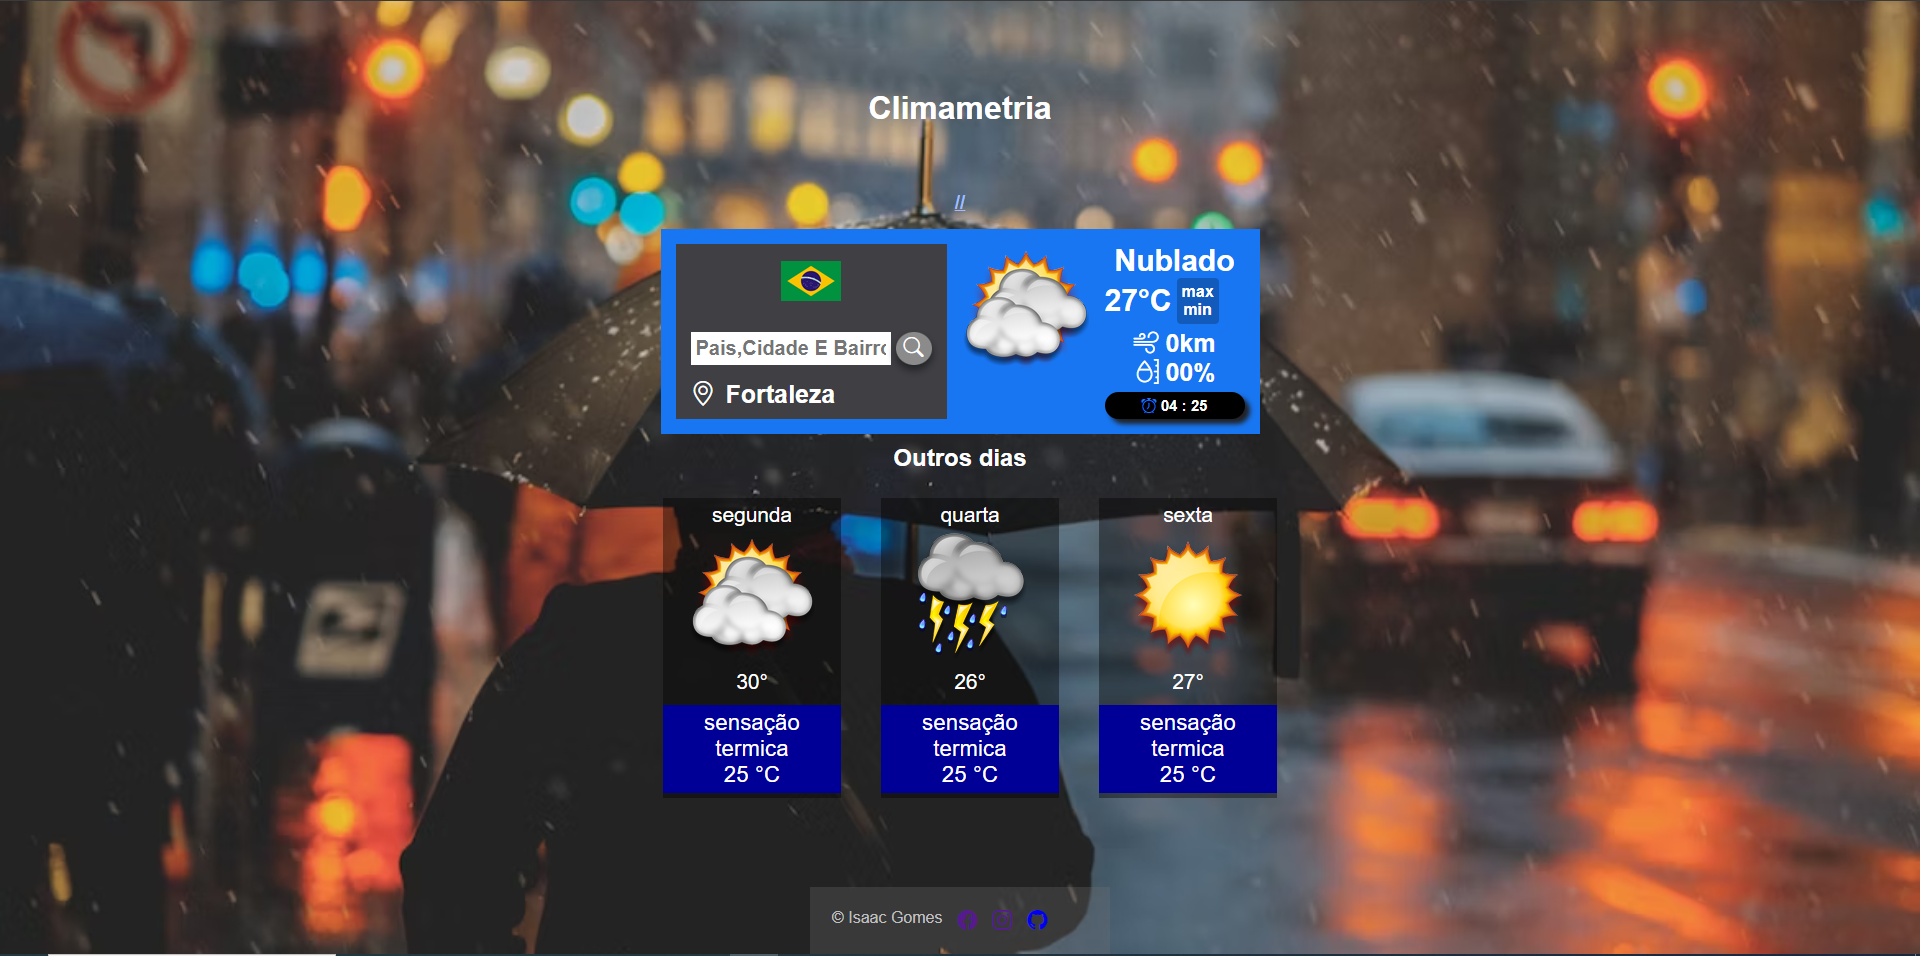 Climametria
//
Pais,Cidade E Bairro
Fortaleza
Nublado
27°C
max
min
0km
00%
04 : 25
Outros dias
segunda
30°
sensação
termica
25 °C
quarta
26°
sensação
termica
25 °C
sexta
27°
sensação
termica
25 °C
© Isaac Gomes